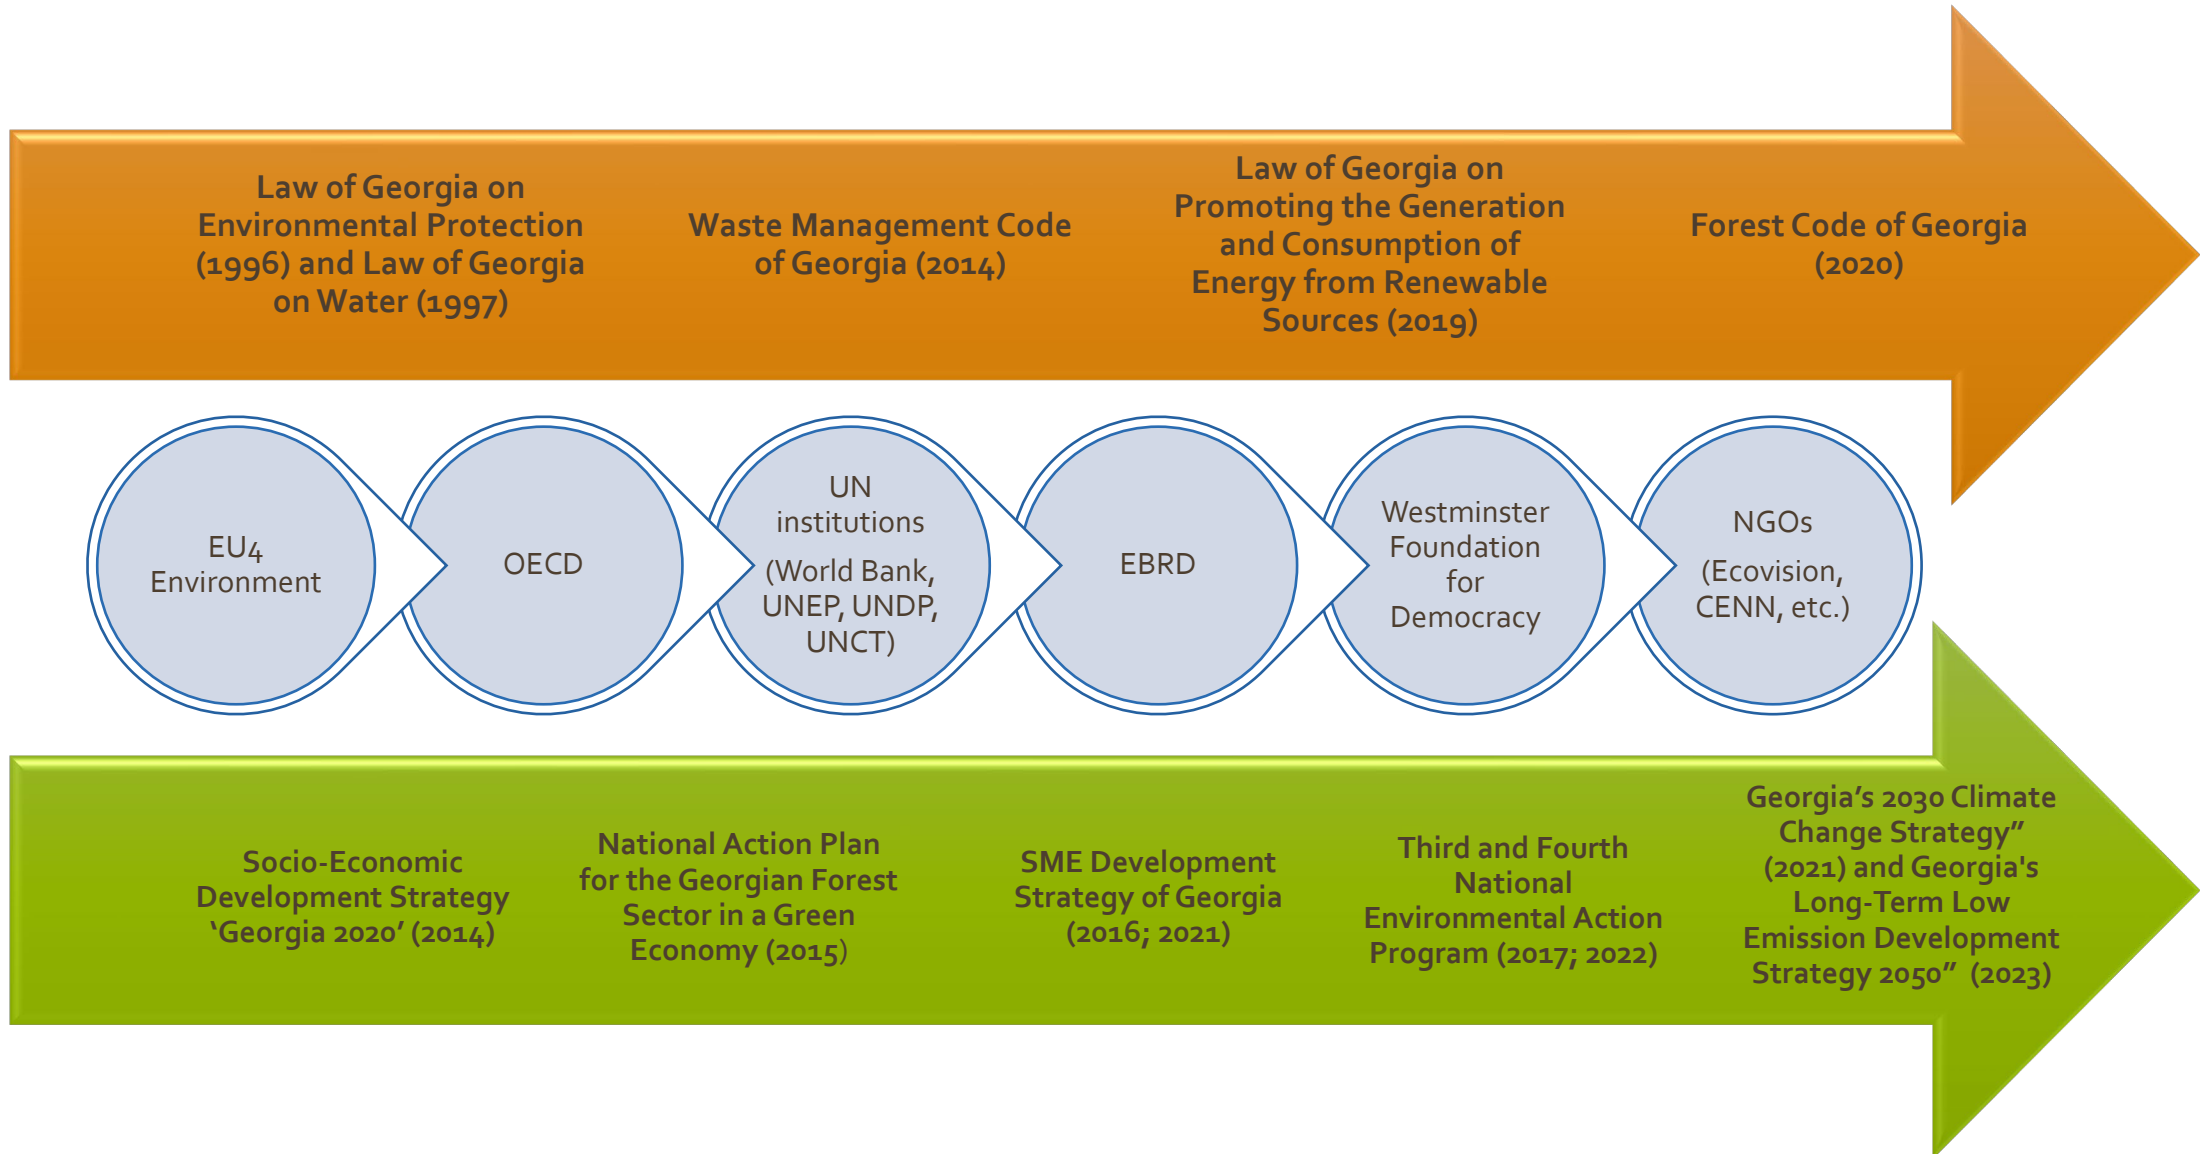 Law of Georgia on
Environmental Protection
(1996) and Law of Georgia
on Water (1997)
Waste Management Code
of Georgia (2014)
Law of Georgia on
Promoting the Generation
and Consumption of
Energy from Renewable
Sources (2019)
Forest Code of Georgia
(2020)
EU4
Environment
OECD
UN
institutions
(World Bank,
UNEP, UNDP,
UNCT)
EBRD
Westminster
Foundation
for
Democracy
NGOs
(Ecovision,
CENN, etc.)
Socio-Economic
Development Strategy
‘Georgia 2020’ (2014)
National Action Plan
for the Georgian Forest
Sector in a Green
Economy (2015)
SME Development
Strategy of Georgia
(2016; 2021)
Third and Fourth
National
Environmental Action
Program (2017; 2022)
Georgia’s 2030 Climate
Change Strategy”
(2021) and Georgia's
Long-Term Low
Emission Development
Strategy 2050” (2023)